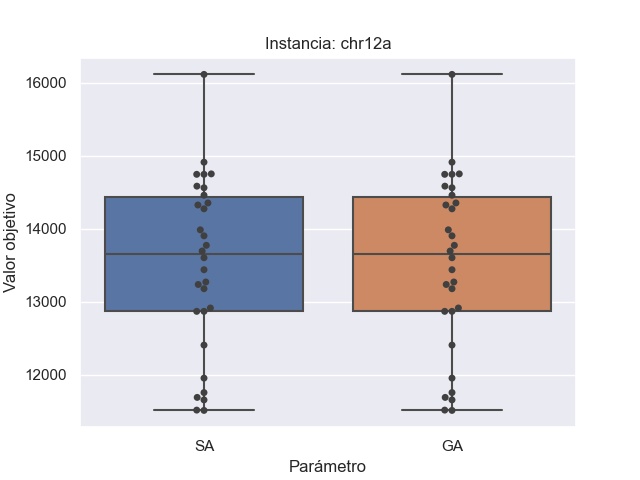 Instancia: chr12a
16000
15000
14000
13000
12000
Valor objetivo
SA
GA
Parámetro